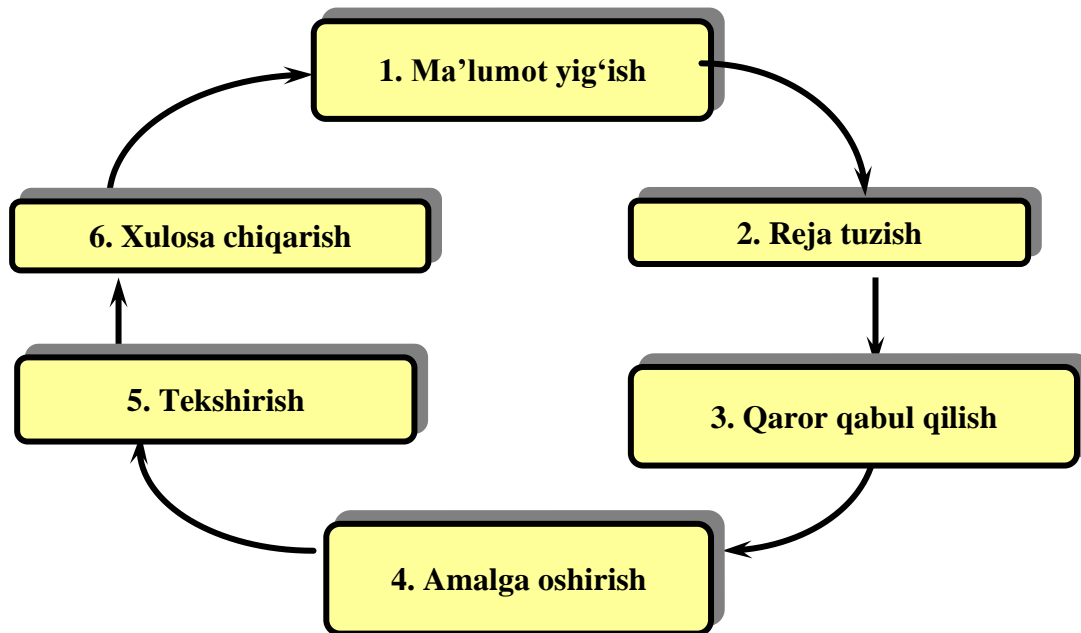 1. Ma’lumot yig‘ish
2. Reja tuzish
3. Qaror qabul qilish
4. Amalga oshirish
5. Tekshirish
6. Xulosa chiqarish